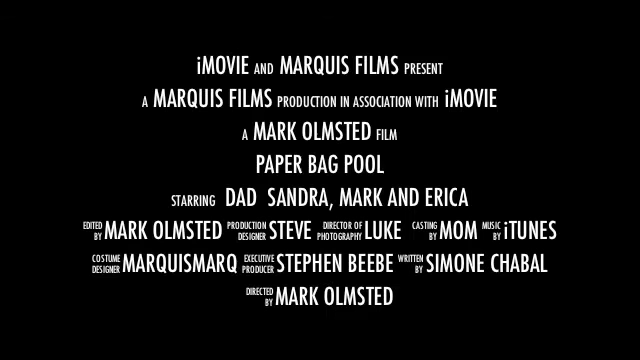 iMOVIE AND MARQUIS FILMS PRESENT
A MARQUIS FILMS PRODUCTION IN ASSOCIATION WITH iMOVIE
A MARK OLMSTED FILM
PAPER BAG POOL
STARRING DAD SANDRA, MARK AND ERICA
EDITED BY MARK OLMSTED PRODUCTION DESIGNER STEVE DIRECTOR OF PHOTOGRAPHY LUKE CASTING BY MOM MUSIC BY iTUNES
COSTUME DESIGNER MARQUISMARQ EXECUTIVE PRODUCER STEPHEN BEEBE WRITTEN BY SIMONE CHABAL
DIRECTED BY MARK OLMSTED